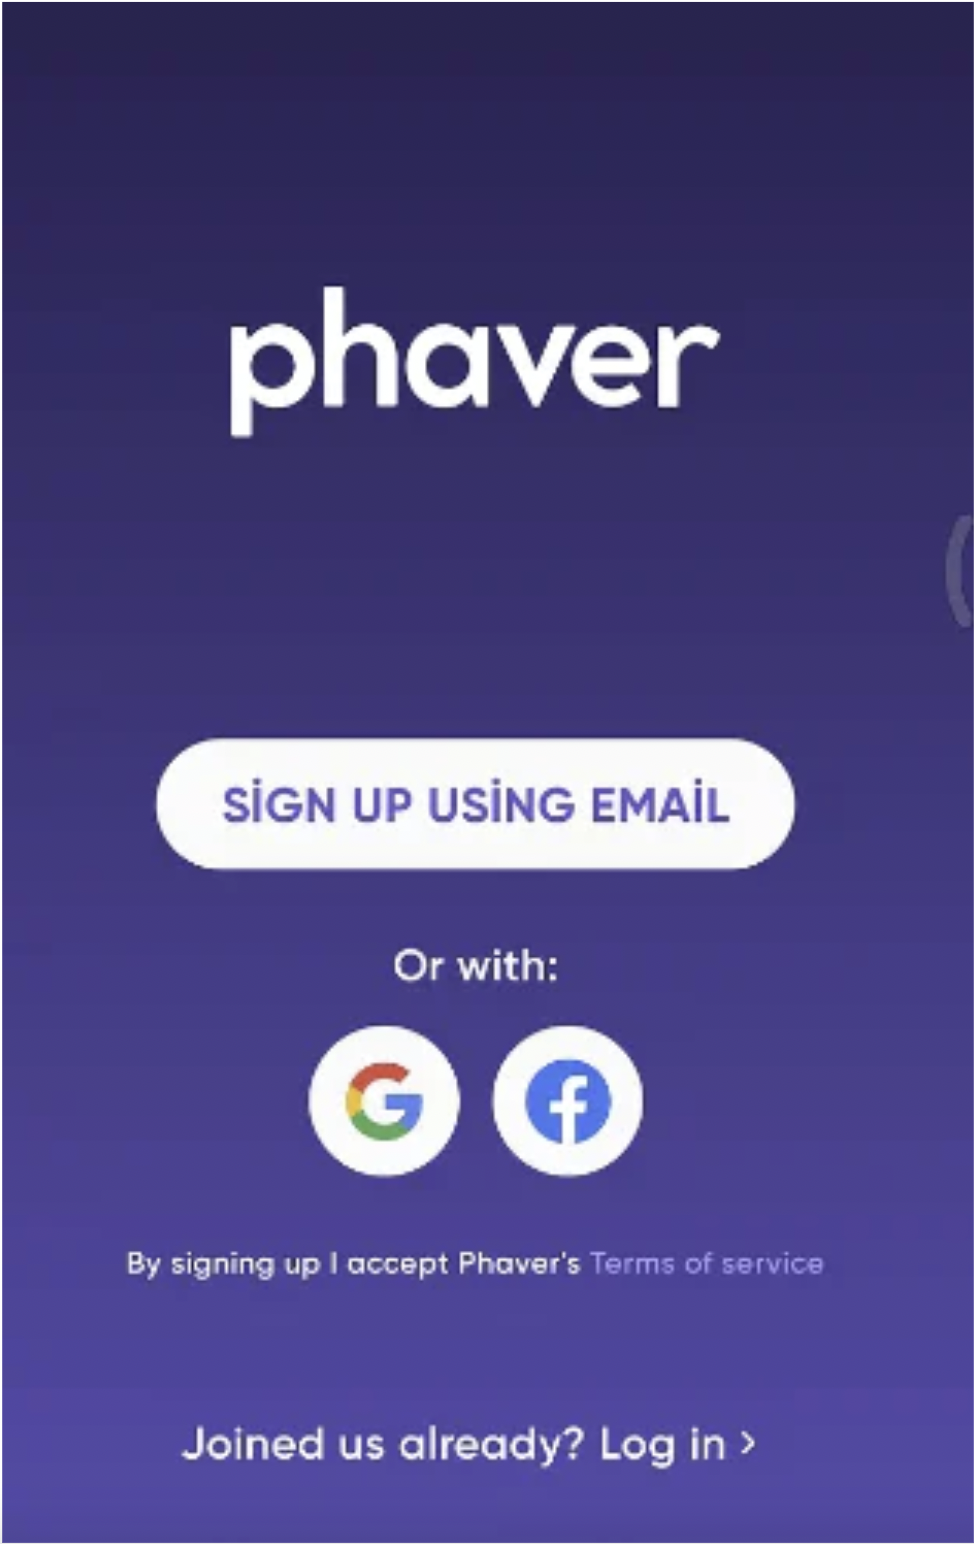 phaver
SİGN UP USİNG EMAİL
Or with:
By signing up I accept Phaver's Terms of service
Joined us already? Log in >